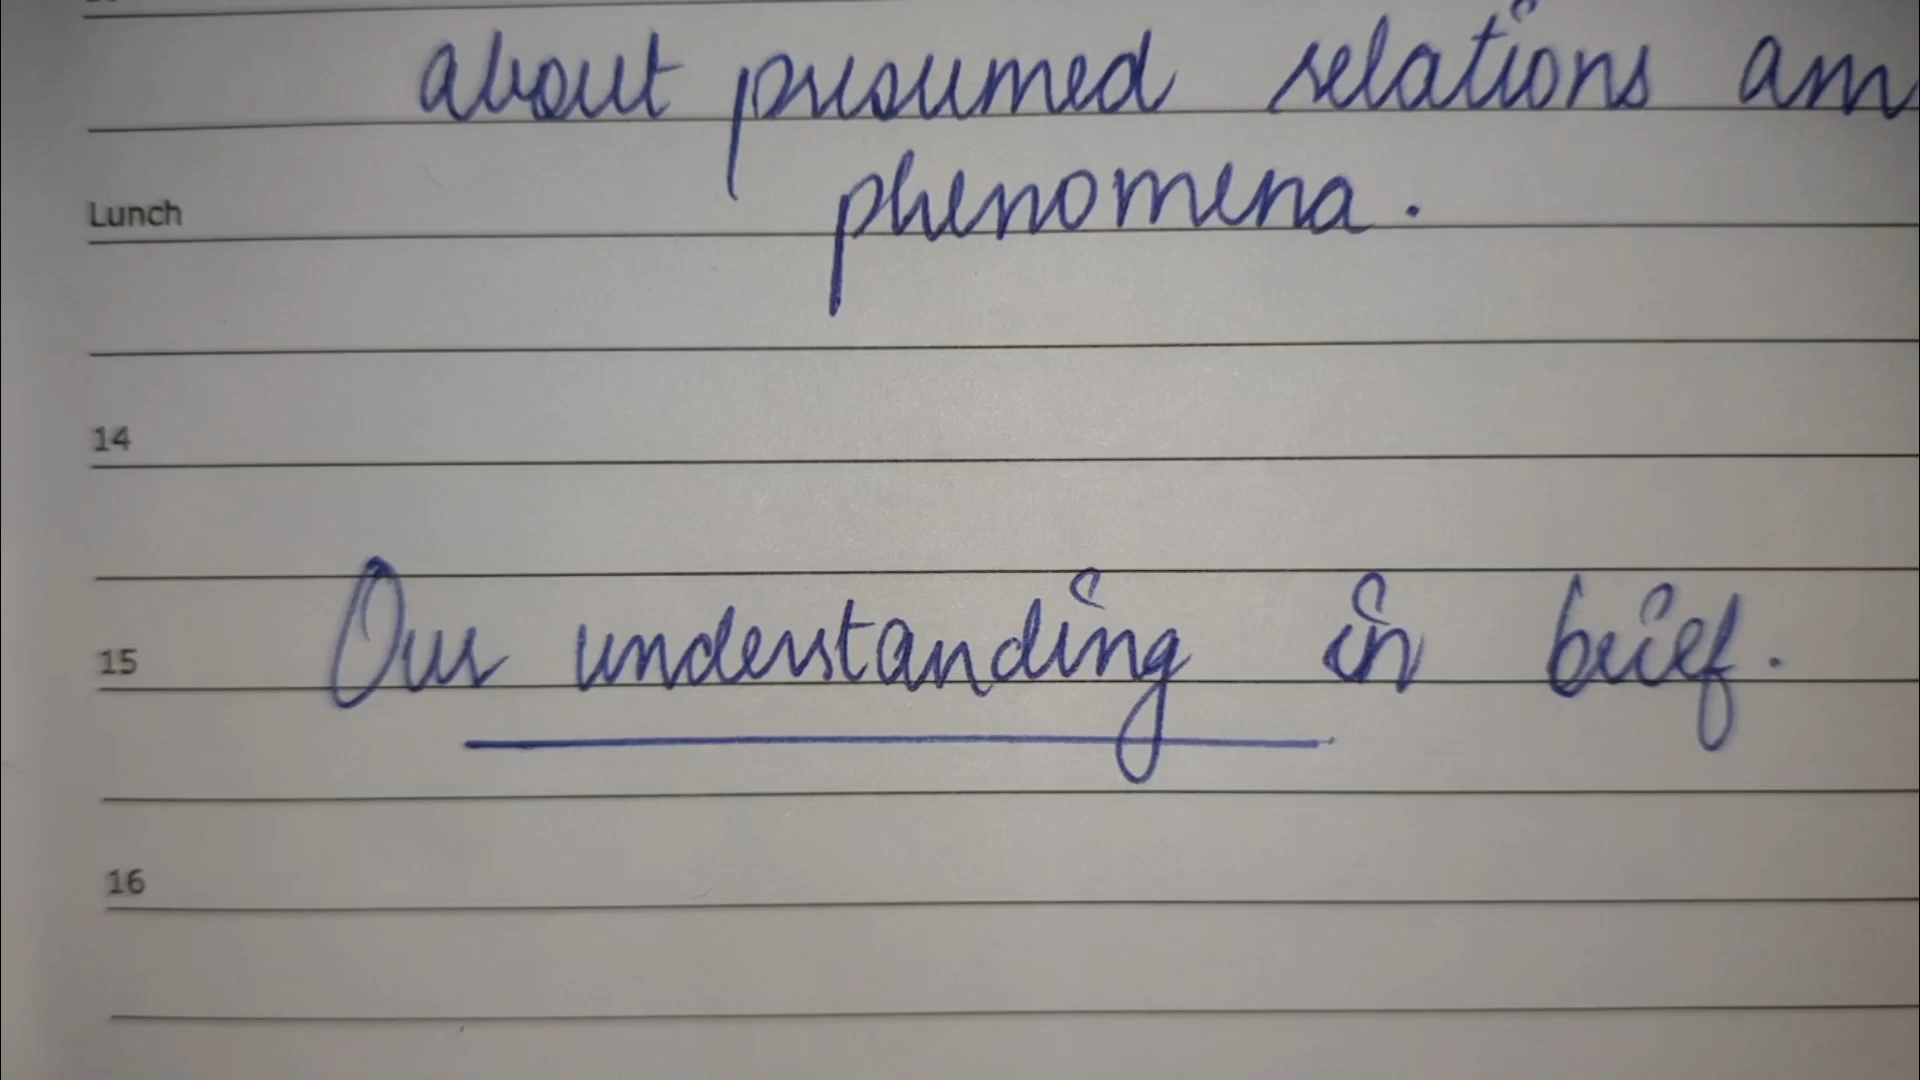 about presumed relations am
Lunch
phenomena.
14
Our understanding in brief.
15
16